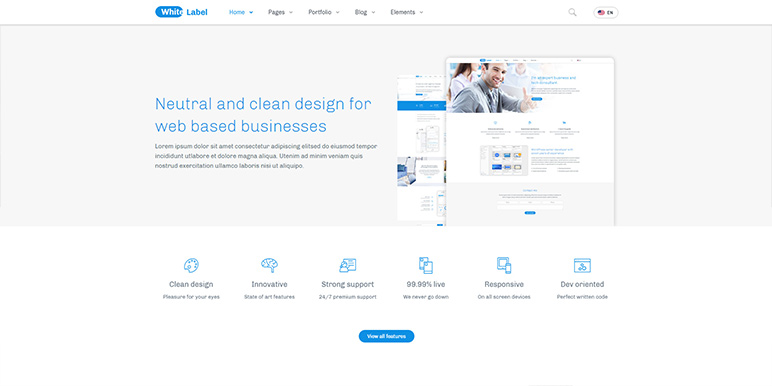 White Label
Home Pages Portfolio Blog Elements
EN
Neutral and clean design for
web based businesses
Lorem ipsum dolor sit amet consectetur adipiscing elitsed do eiusmod tempor
incididunt utlabore et dolore magna aliqua. Utenim ad minim veniam quis
nostrud exercitation ullamco laboris nisi ut aliquipo.
Clean design Innovative Strong support 99.99% live Responsive Dev oriented
Pleasure for your eyes State of art features 24/7 premium support We never go down On all screen devices Perfect written code
View all features